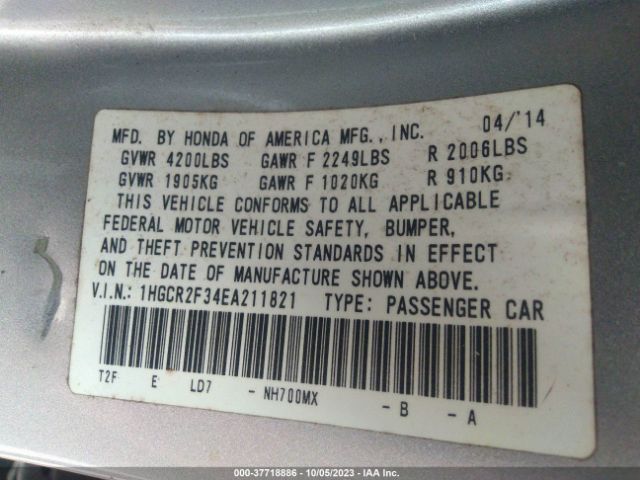 MFD. BY HONDA OF AMERICA MFG., INC. 04/'14
GVWR 4200LBS GAWR F 2249LBS R 2006LBS
GVWR 1905KG GAWR F 1020KG R 910KG
THIS VEHICLE CONFORMS TO ALL APPLICABLE
FEDERAL MOTOR VEHICLE SAFETY, BUMPER,
AND THEFT PREVENTION STANDARDS IN EFFECT
ON THE DATE OF MANUFACTURE SHOWN ABOVE.
V.I.N.: 1HGCR2F34EA211821 TYPE: PASSENGER CAR
T2F E LD7 - NH700MX - B - A
000-37718886 - 10/05/2023 - IAA Inc.